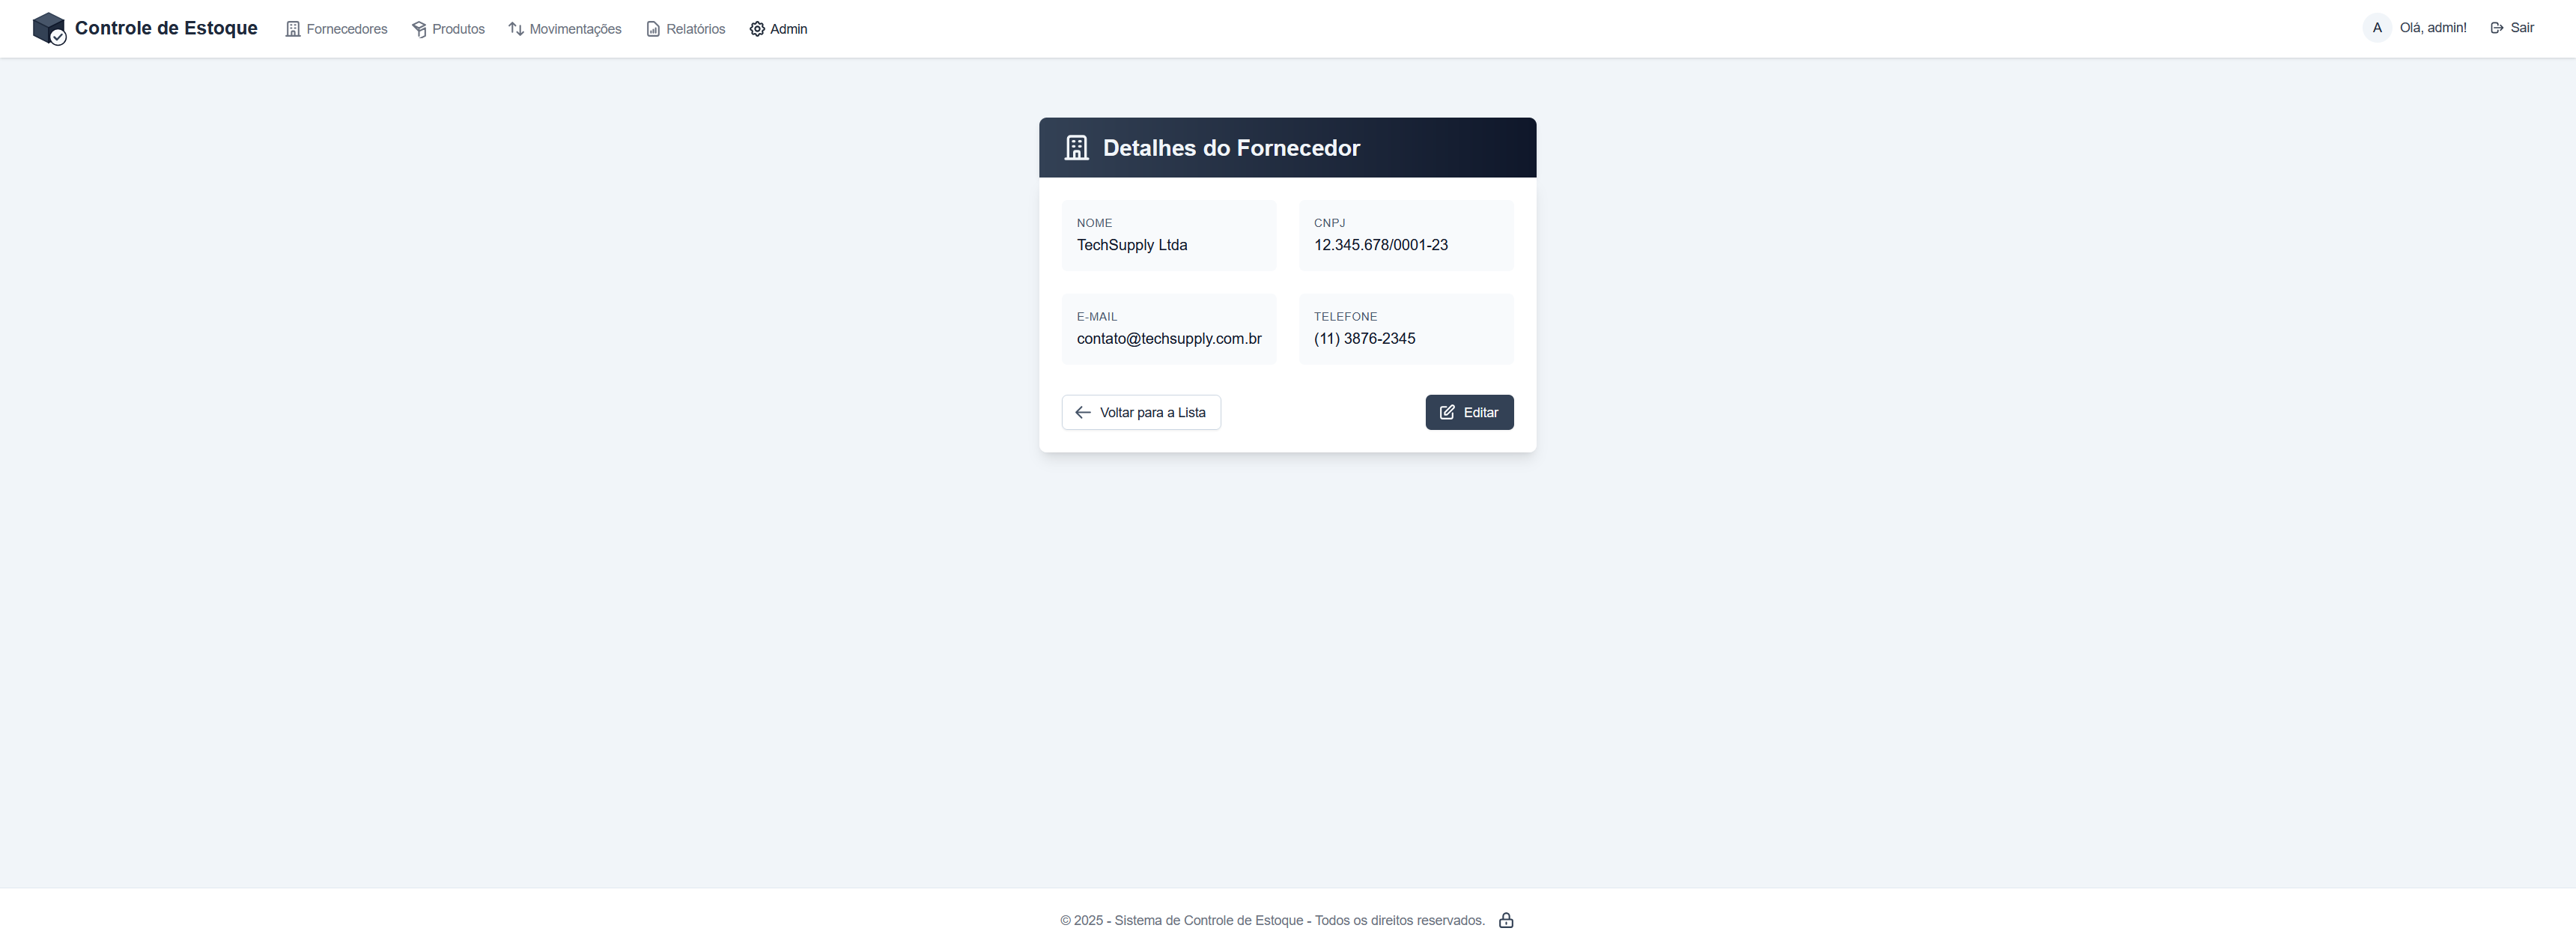 Controle de Estoque Fornecedores Produtos Movimentações Relatórios Admin A Olá, admin! Sair
Detalhes do Fornecedor
NOME
TechSupply Ltda
CNPJ
12.345.678/0001-23
E-MAIL
contato@techsupply.com.br
TELEFONE
(11) 3876-2345
Voltar para a Lista
Editar
© 2025 - Sistema de Controle de Estoque - Todos os direitos reservados.